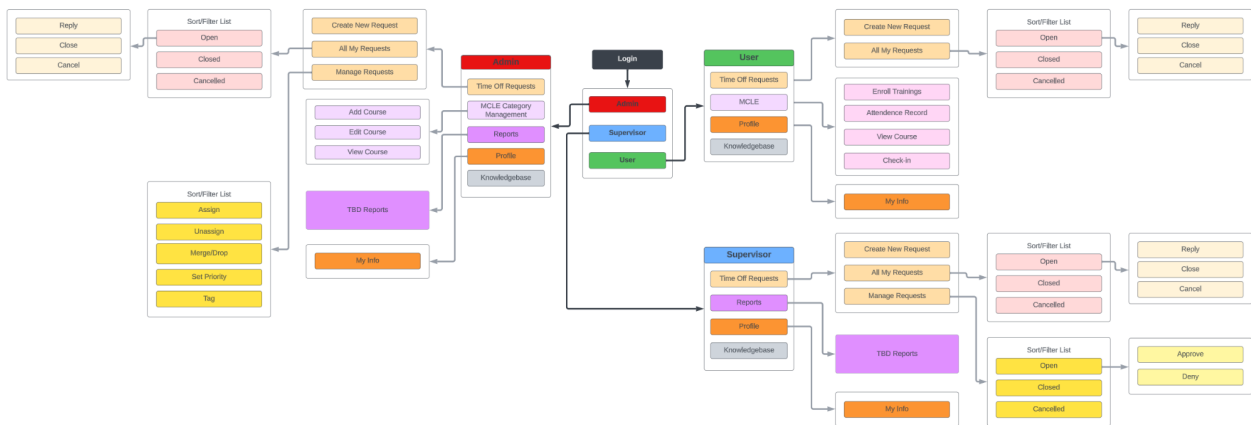 Reply
Close
Cancel
Sort/Filter List
Open
Closed
Cancelled
Create New Request
All My Requests
Manage Requests
Add Course
Edit Course
View Course
TBD Reports
My Info
Sort/Filter List
Assign
Unassign
Merge/Drop
Set Priority
Tag
Admin
Time Off Requests
MCLE Category
Management
Reports
Profile
Knowledgebase
Login
Admin
Supervisor
User
User
Time Off Requests
MCLE
Profile
Knowledgebase
Create New Request
All My Requests
Enroll Trainings
Attendence Record
View Course
Check-in
My Info
Sort/Filter List
Open
Closed
Cancelled
Reply
Close
Cancel
Supervisor
Time Off Requests
Reports
Profile
Knowledgebase
Create New Request
All My Requests
Manage Requests
TBD Reports
My Info
Sort/Filter List
Open
Closed
Cancelled
Reply
Close
Cancel
Sort/Filter List
Open
Closed
Cancelled
Approve
Deny